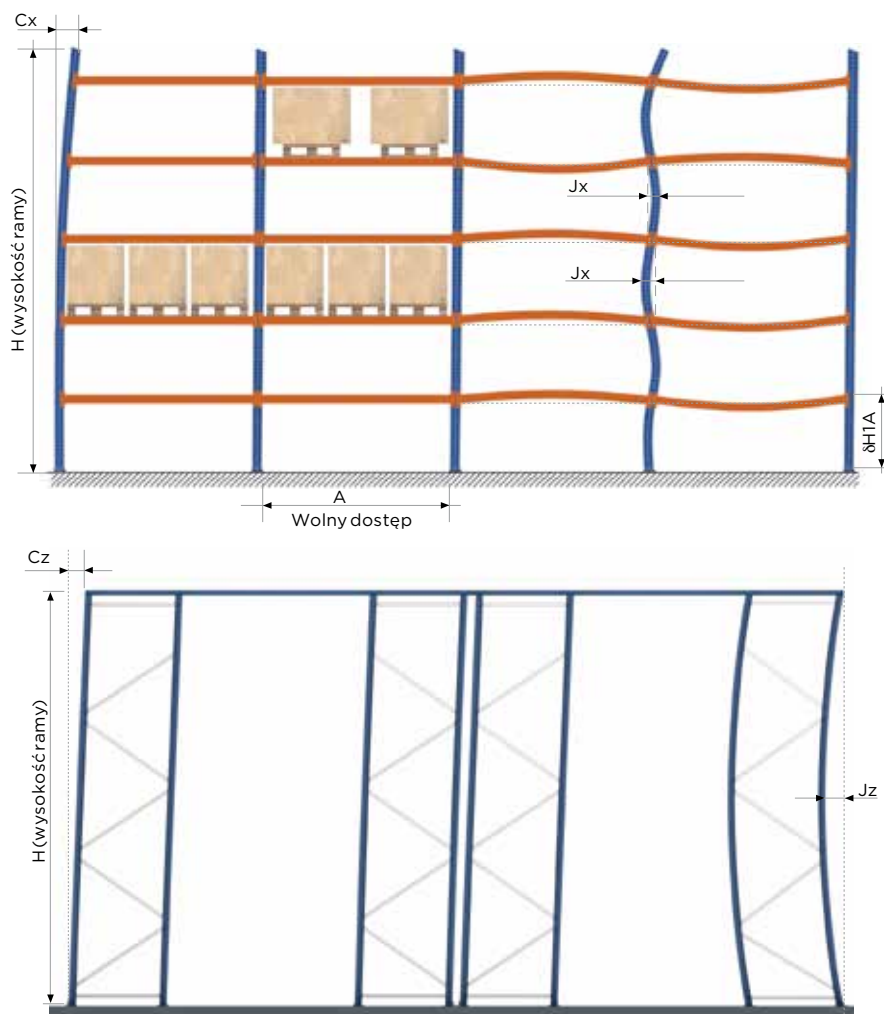 Cx
H (wysokość ramy)
Jx
Jx
δH1A
A
Wolny dostęp
Cz
H (wysokość ramy)
Jz